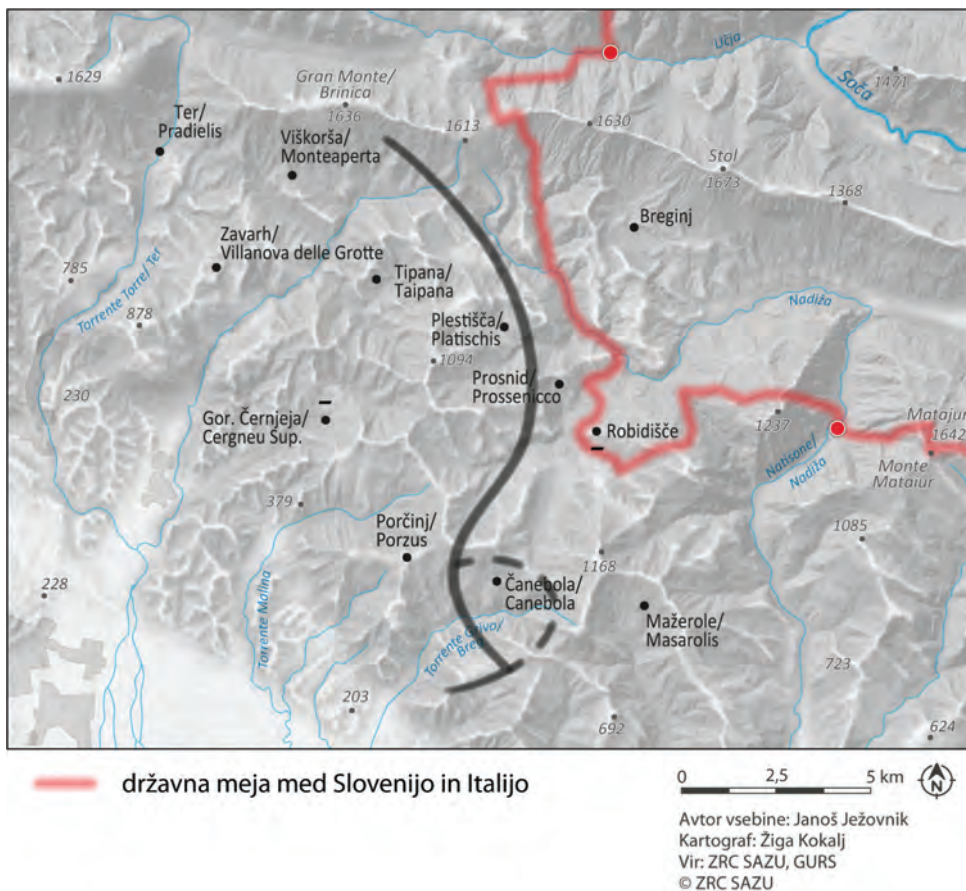 Učja
1629
Gran Monte/
Brinica
1636
1471
Soča
Ter/
Pradielis
1613
1630
Viškorša/
Monteaperta
Stol
1673
1368
Breginj
Zavarh/
Villanova delle Grotte
785
Tipana/
Taipana
Torrente Torre/Ter
878
Nadiža
Plestišča/
Platischis
1094
Prosnid/
Prossenicco
230
Gor. Černjeja/
Cergneu Sup.
Robidišče
1237
Matajur
1642
Natisone/
Nadiža
Monte
Mataiur
379
Porčinj/
Porzus
1085
1168
Čanebola/
Canebola
228
Torrente Malina
Mažerole/
Masarolis
Torrente Grivo/
723
203
692
624
državna meja med Slovenijo in Italijo
0 2,5 5 km
N
Avtor vsebine: Janoš Ježovnik
Kartograf: Žiga Kokalj
Vir: ZRC SAZU, GURS
© ZRC SAZU